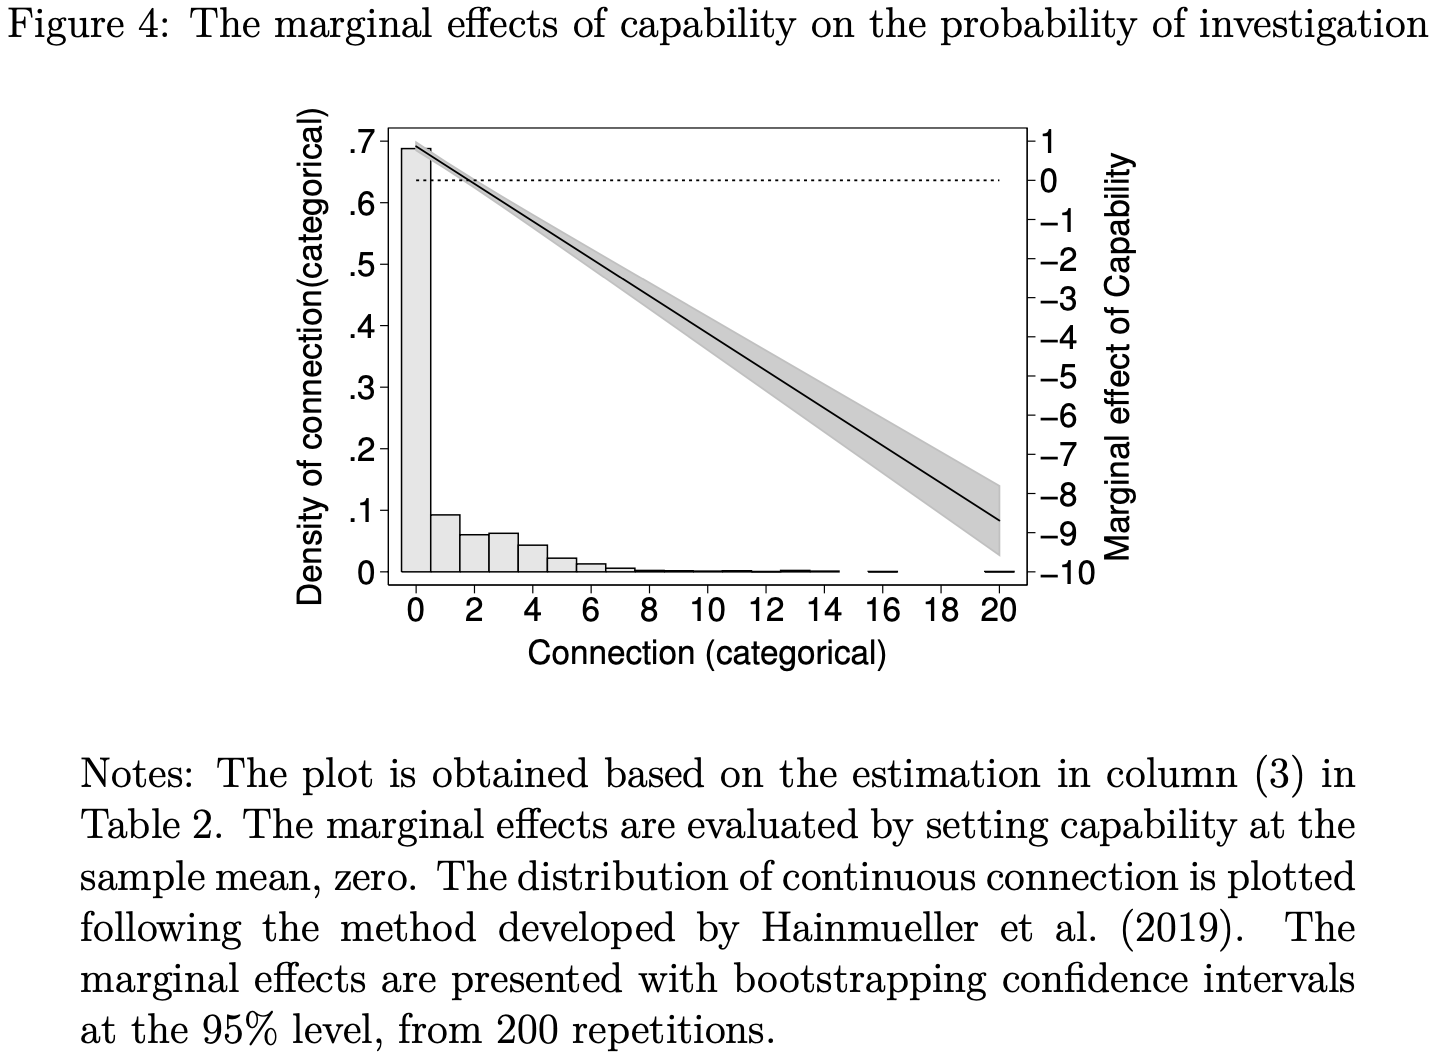 Figure 4: The marginal effects of capability on the probability of investigation
Density of connection(categorical)
.7
.6
.5
.4
.3
.2
.1
0
1
0
−1
−2
−3
−4
−5
−6
−7
−8
−9
−10
Marginal effect of Capability
0 2 4 6 8 10 12 14 16 18 20
Connection (categorical)
Notes: The plot is obtained based on the estimation in column (3) in
Table 2. The marginal effects are evaluated by setting capability at the
sample mean, zero. The distribution of continuous connection is plotted
following the method developed by Hainmueller et al. (2019). The
marginal effects are presented with bootstrapping confidence intervals
at the 95% level, from 200 repetitions.